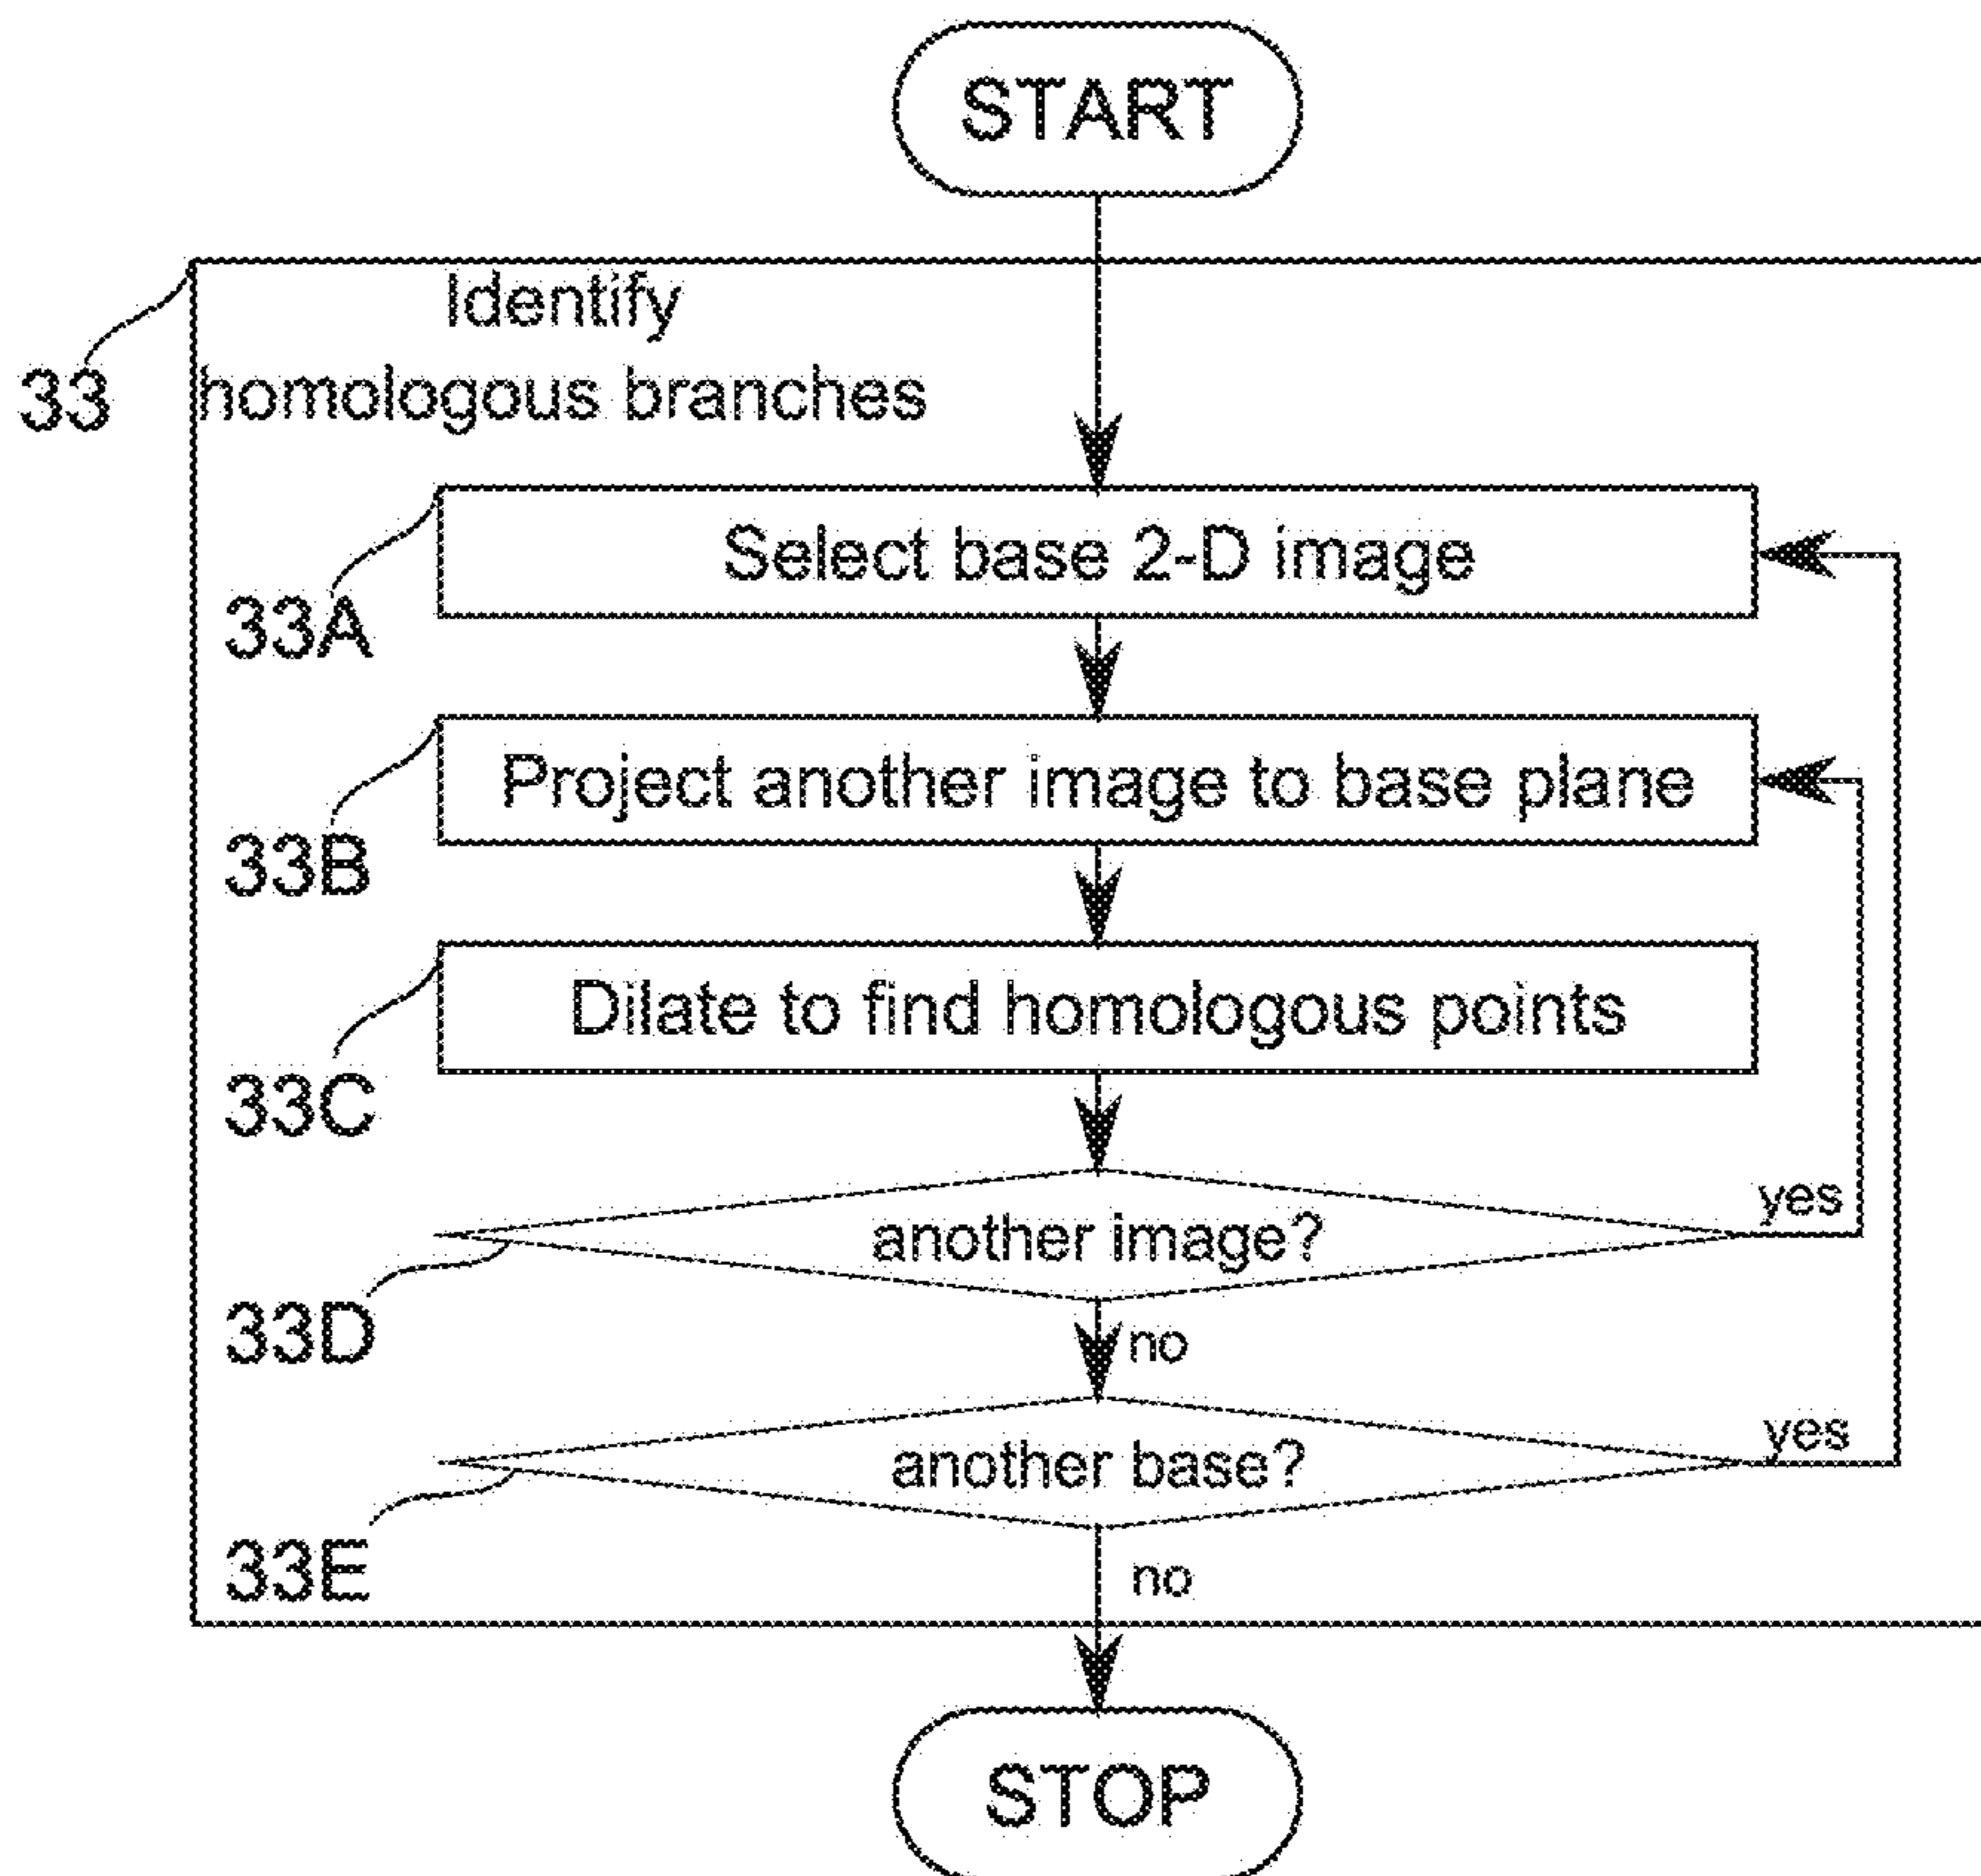 START
Identify
33 homologous branches
Select base 2-D image
33A
Project another image to base plane
33B
Dilate to find homologous points
33C
yes
another image?
33D
no
yes
another base?
33E
no
STOP